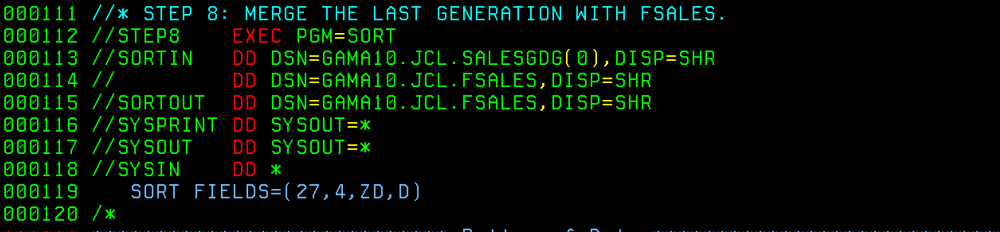 000111 //* STEP 8: MERGE THE LAST GENERATION WITH FSALES.
000112 //STEP8    EXEC PGM=SORT
000113 //SORTIN   DD DSN=GAMA10.JCL.SALESGDG(0),DISP=SHR
000114 //         DD DSN=GAMA10.JCL.FSALES,DISP=SHR
000115 //SORTOUT  DD DSN=GAMA10.JCL.FSALES,DISP=SHR
000116 //SYSPRINT DD SYSOUT=*
000117 //SYSOUT   DD SYSOUT=*
000118 //SYSIN    DD *
000119    SORT FIELDS=(27,4,ZD,D)
000120 /*